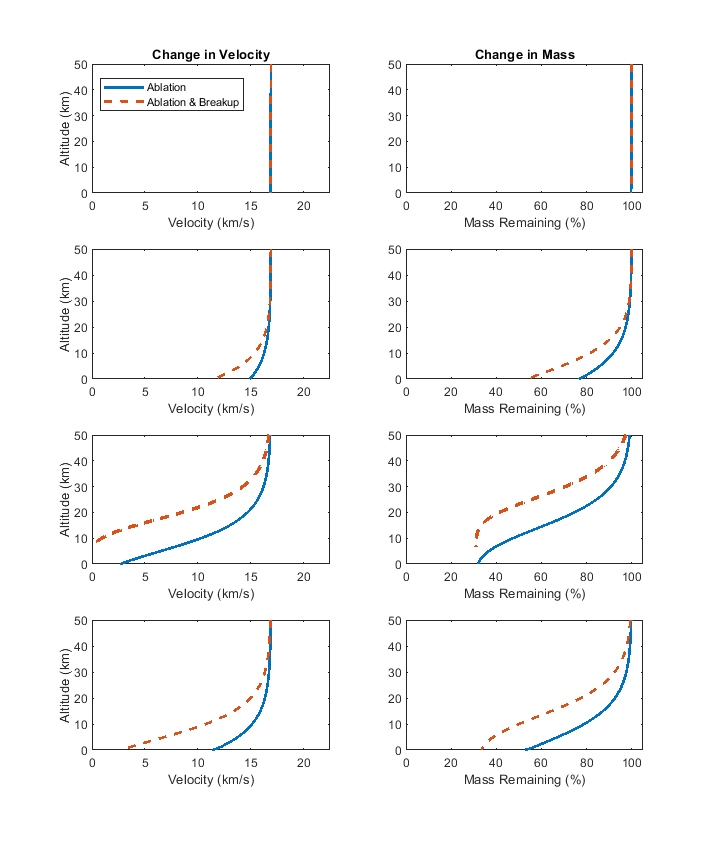 Change in Velocity
50
40
30
20
10
0
Altitude (km)
Ablation
Ablation & Breakup
0 5 10 15 20
Velocity (km/s)
Change in Mass
50
40
30
20
10
0
0 20 40 60 80 100
Mass Remaining (%)
50
40
30
20
10
0
Altitude (km)
0 5 10 15 20
Velocity (km/s)
50
40
30
20
10
0
0 20 40 60 80 100
Mass Remaining (%)
50
40
30
20
10
0
Altitude (km)
0 5 10 15 20
Velocity (km/s)
50
40
30
20
10
0
0 20 40 60 80 100
Mass Remaining (%)
50
40
30
20
10
0
Altitude (km)
0 5 10 15 20
Velocity (km/s)
50
40
30
20
10
0
0 20 40 60 80 100
Mass Remaining (%)